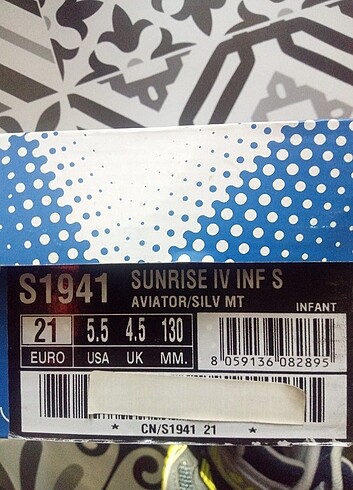 S1941 SUNRISE IV INF S
AVIATOR/SILV MT
INFANT
21 5.5 4.5 130
EURO USA UK MM.
8 059136 082895
* CN/S1941 21 *